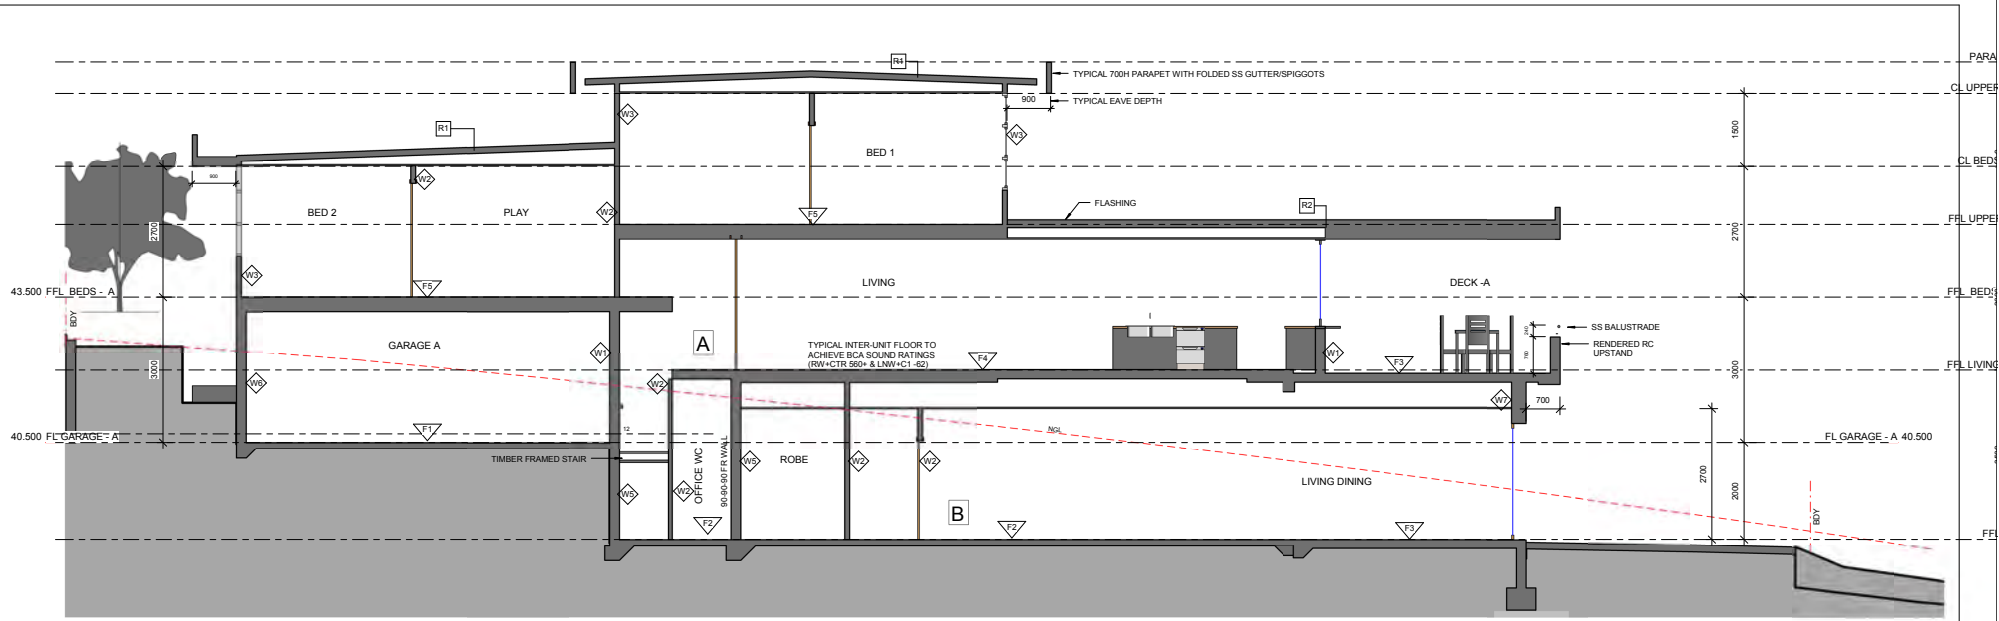 PARA
R1
TYPICAL 700H PARAPET WITH FOLDED SS GUTTER/SPIGGOTS
CL UPPER
900
TYPICAL EAVE DEPTH
W3
R1
W3
1500
BED 1
CL BEDS
900
W2
BED 2
PLAY
W2
F5
FLASHING
R2
FFL UPPER
2700
2700
W3
F5
LIVING
DECK -A
43.500 FFL BEDS - A
FFL BEDS
BDY
GARAGE A
A
W1
TYPICAL INTER-UNIT FLOOR TO
ACHIEVE BCA SOUND RATINGS
(RW+CTR 560+ & LNW+C1 -62)
F4
W1
F3
240
760
SS BALUSTRADE
RENDERED RC
UPSTAND
3000
3000
FFL LIVING
W6
W2
W7
700
F1
12
NGL
40.500 FL GARAGE - A
FL GARAGE - A 40.500
TIMBER FRAMED STAIR
OFFICE WC
90-90-90 FR WALL
W5
ROBE
W2
W2
LIVING DINING
2700
2000
W5
W2
F2
B
F2
F3
BDY
FFL